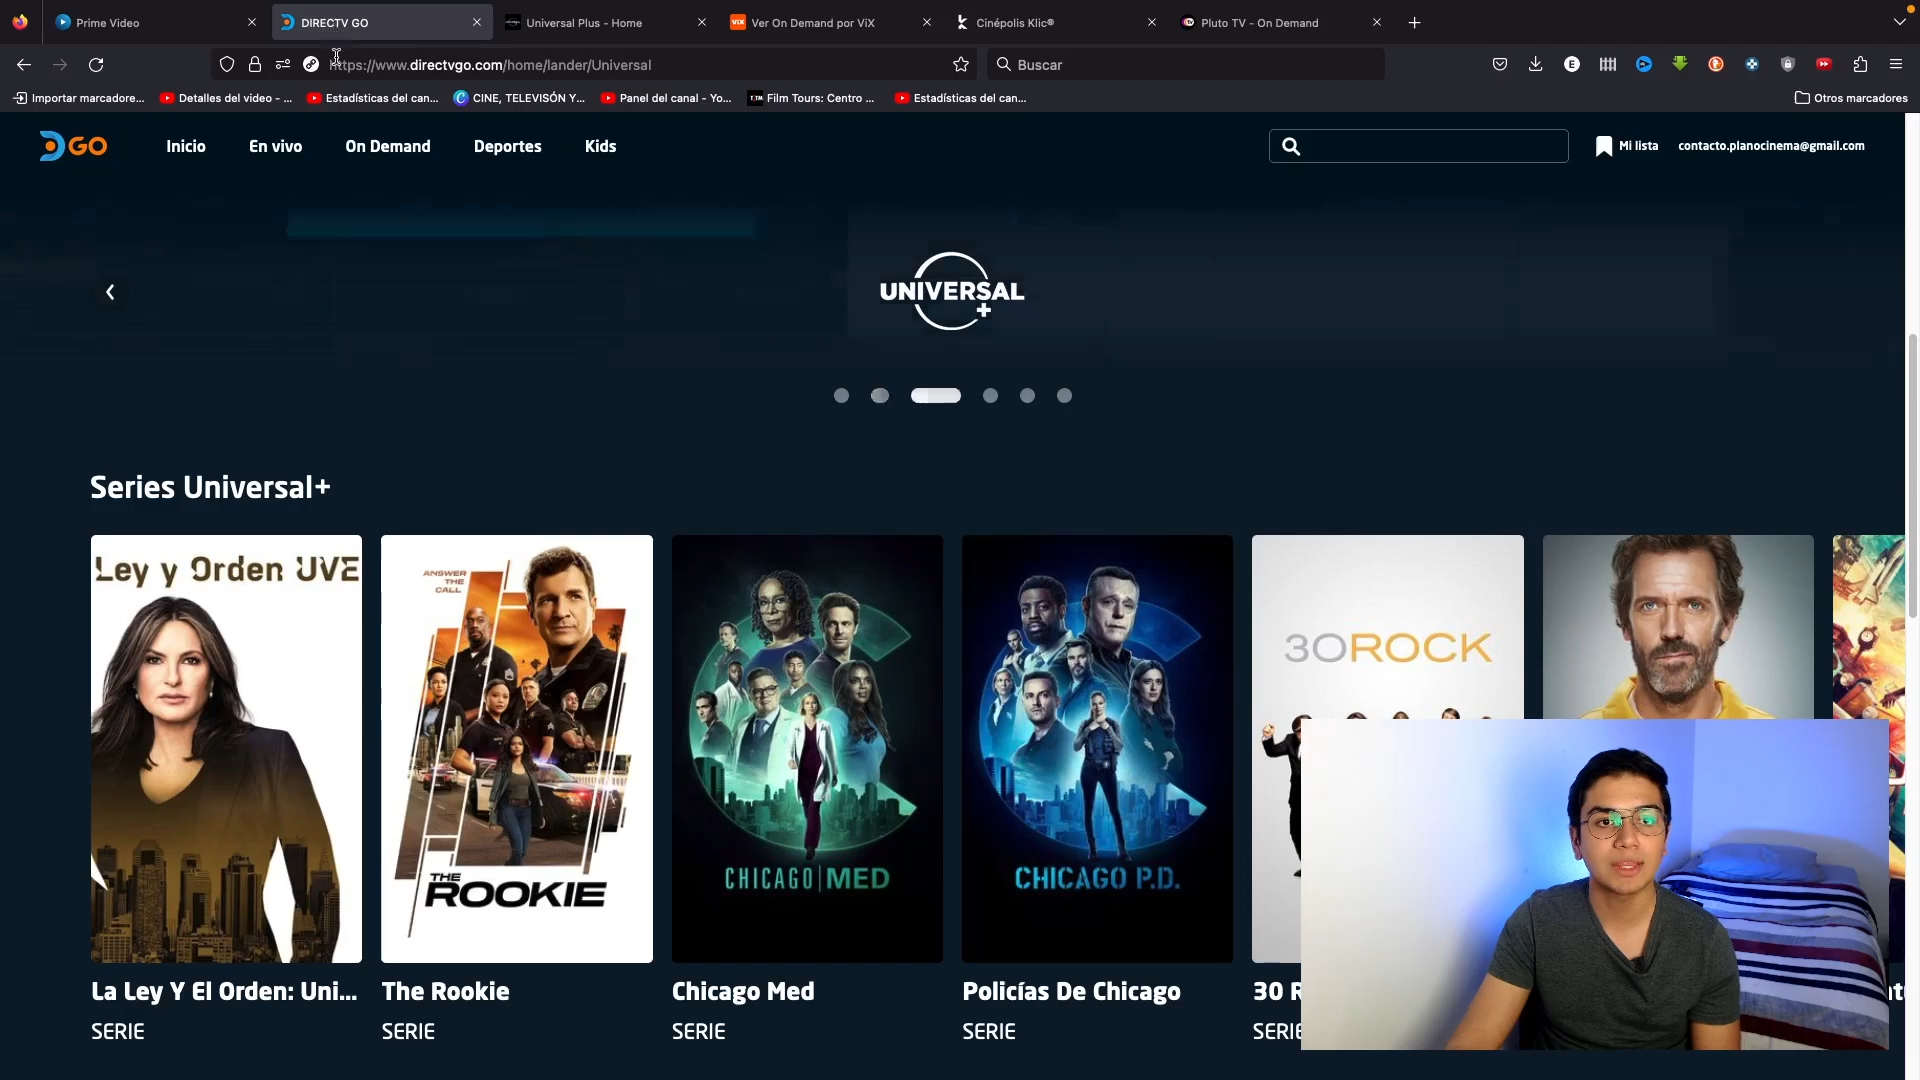 Prime Video
DIRECTV GO
Universal Plus - Home
ViX
Ver On Demand por ViX
Cinépolis Klic®
Pluto TV - On Demand
https://www.directvgo.com/home/lander/Universal
Buscar
Importar marcadore...
Detalles del video - ...
Estadísticas del can...
CINE, TELEVISÓN Y...
Panel del canal - Yo...
Film Tours: Centro ...
Estadísticas del can...
Otros marcadores
GO
Inicio
En vivo
On Demand
Deportes
Kids
Mi lista
contacto.planocinema@gmail.com
UNIVERSAL
+
Series Universal+
Ley y Orden UVE
ANSWER
THE
CALL
THE
ROOKIE
CHICAGO MED
CHICAGO P.D.
30ROCK
La Ley Y El Orden: Uni...
The Rookie
Chicago Med
Policías De Chicago
30 R
SERIE
SERIE
SERIE
SERIE
SERIE